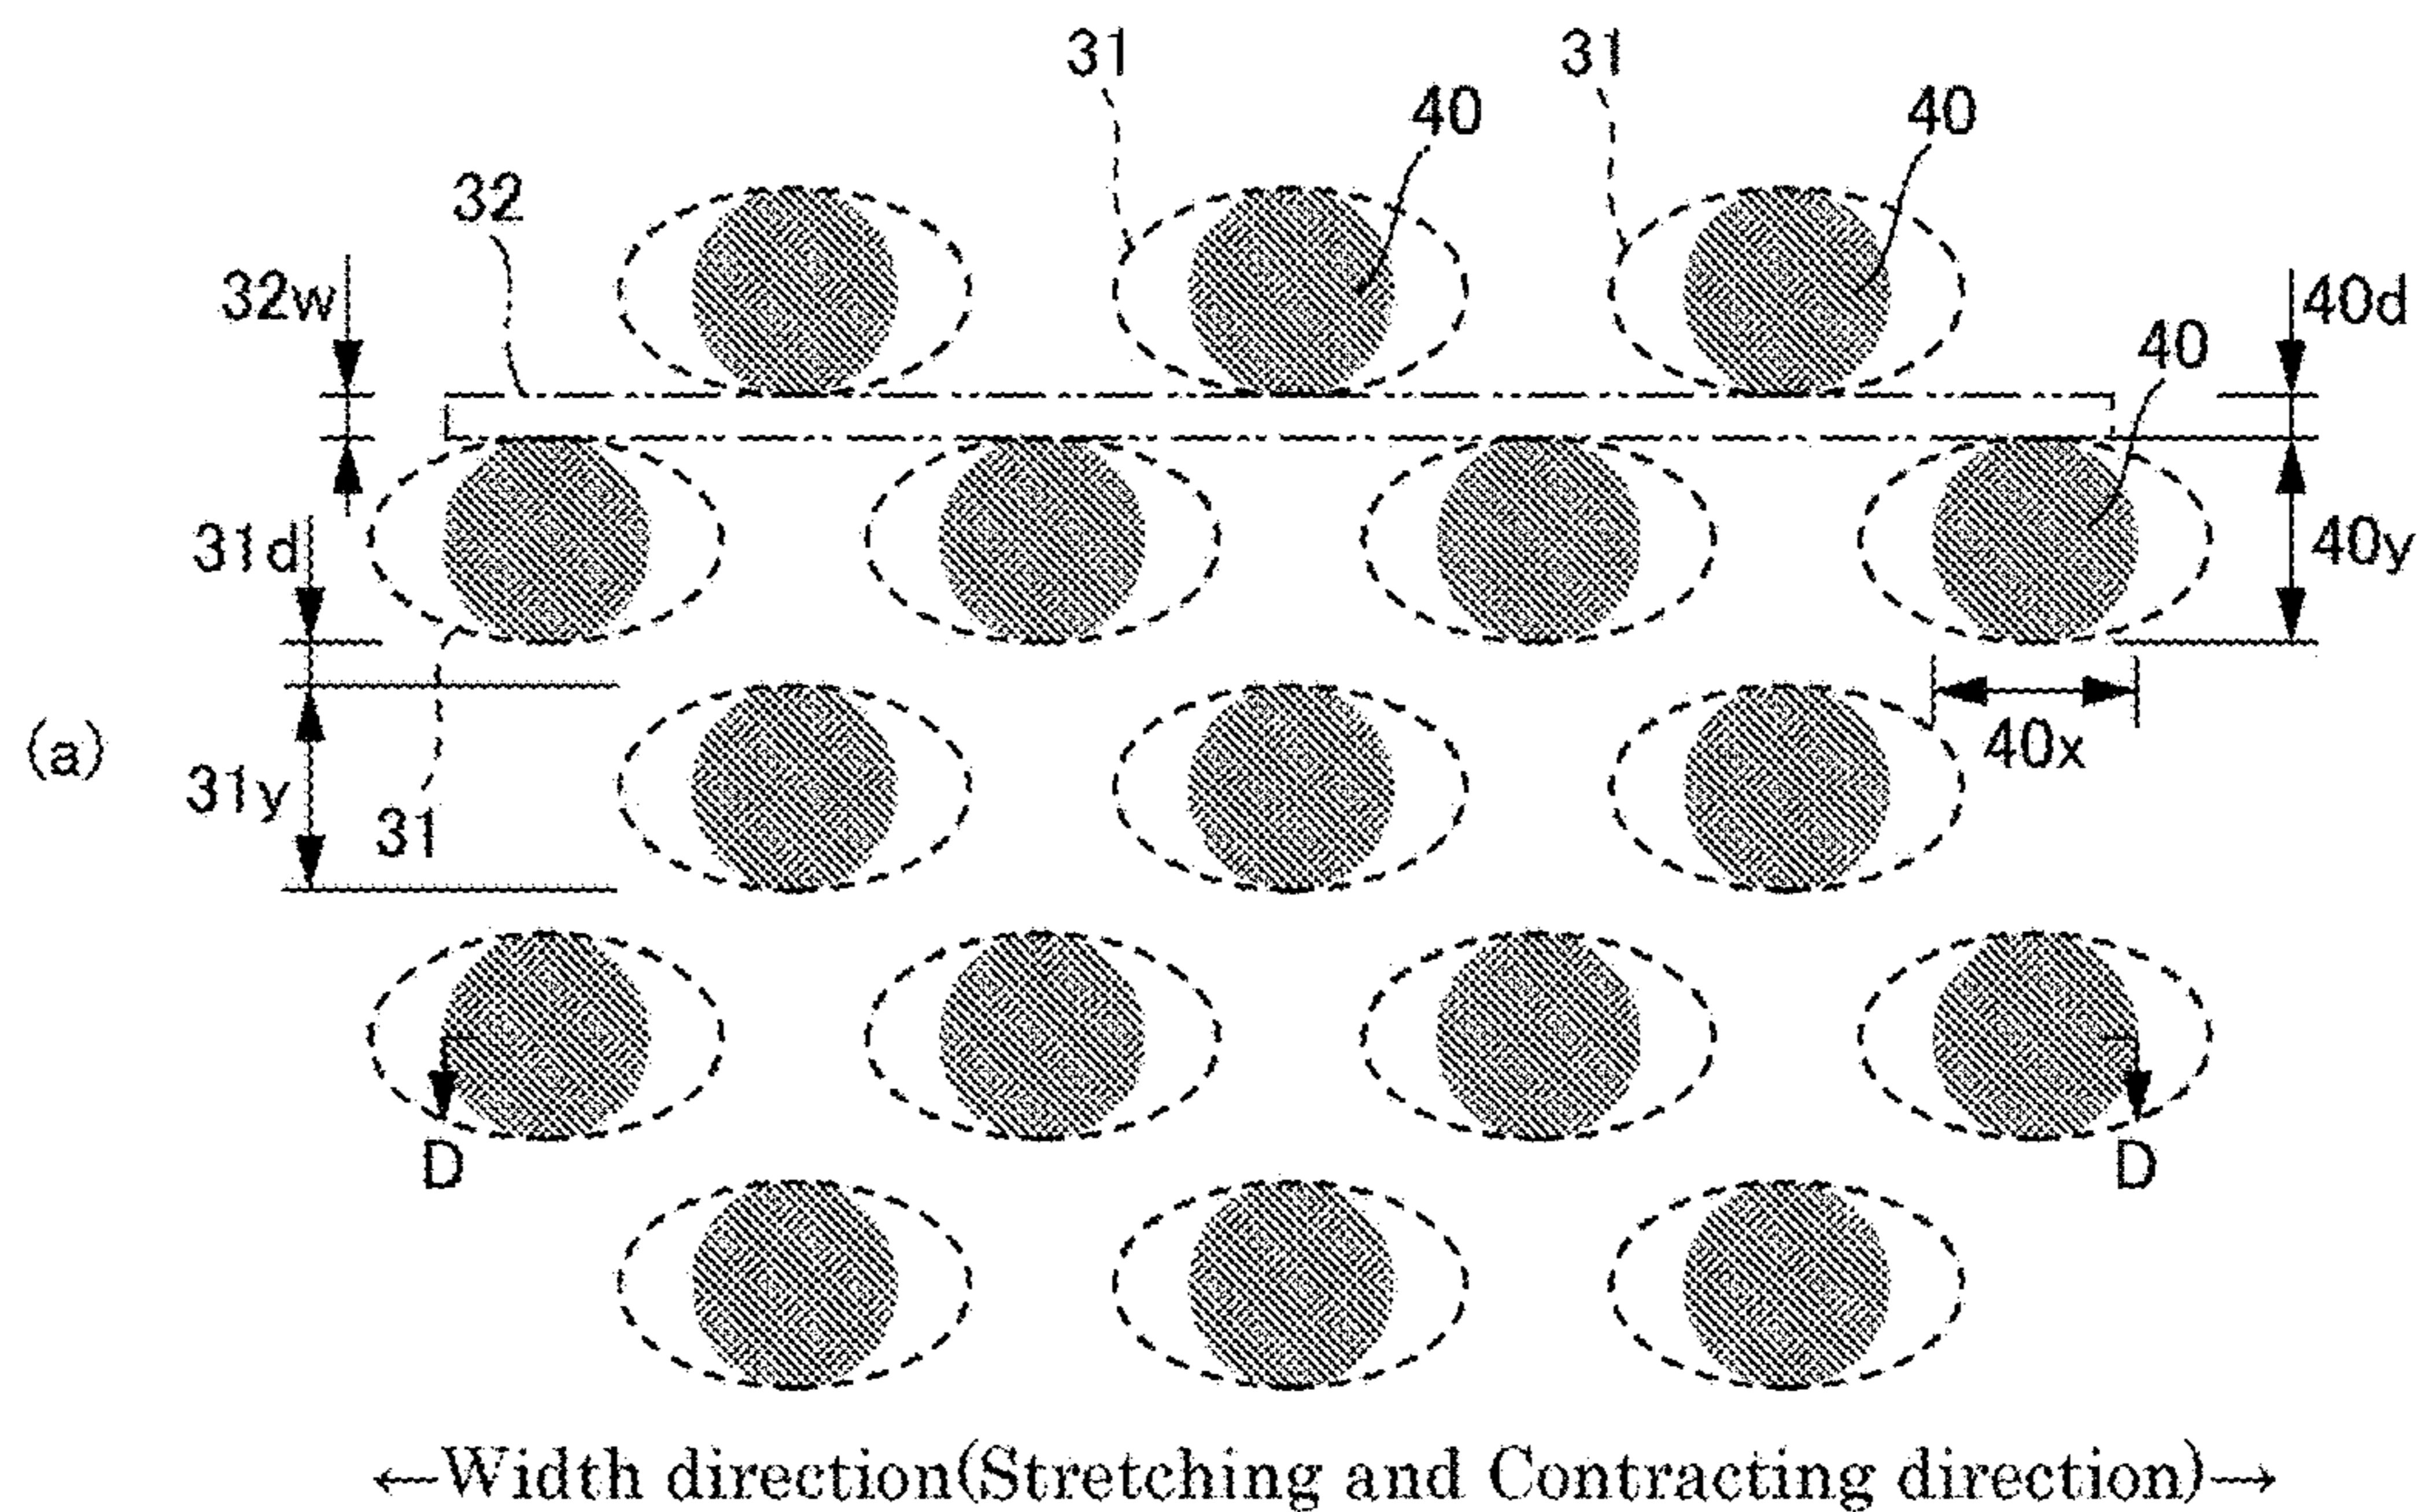 31
31
40
40
32
32w
40d
40
31d
40y
(a)
31y
31
40x
D
D
←Width direction(Stretching and Contracting direction)→